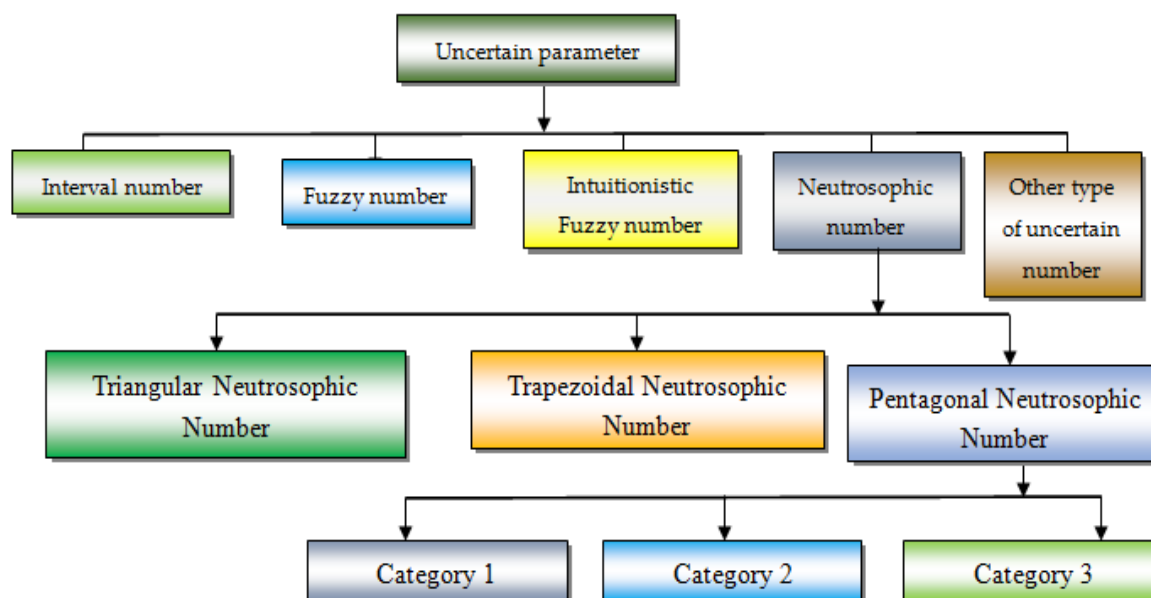 Uncertain parameter
Interval number
Fuzzy number
Intuitionistic
Fuzzy number
Neutrosophic
number
Other type
of uncertain
number
Triangular Neutrosophic
Number
Trapezoidal Neutrosophic
Number
Pentagonal Neutrosophic
Number
Category 1
Category 2
Category 3